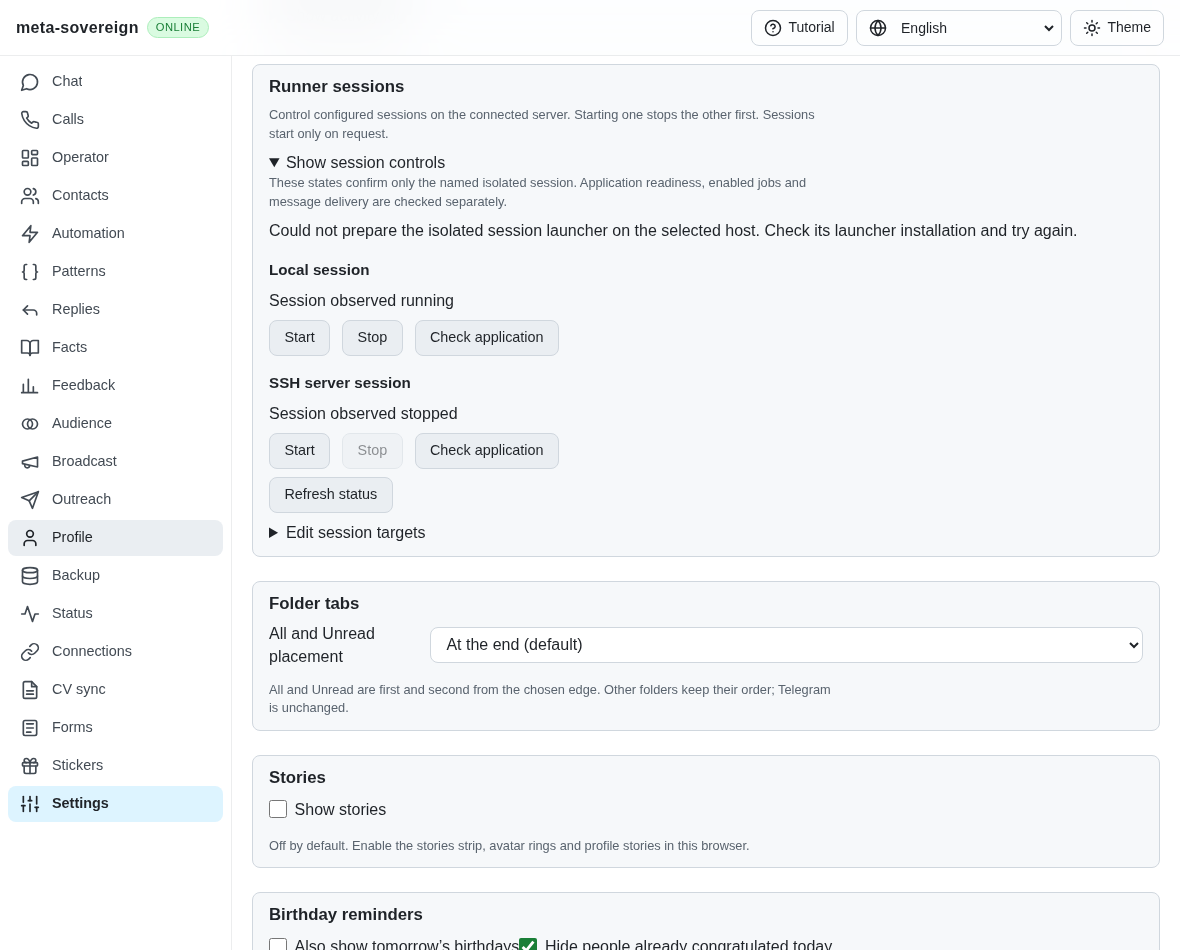 meta-sovereign ONLINE
Tutorial
English
Theme
Chat
Calls
Operator
Contacts
Automation
Patterns
Replies
Facts
Feedback
Audience
Broadcast
Outreach
Profile
Backup
Status
Connections
CV sync
Forms
Stickers
Settings
Runner sessions
Control configured sessions on the connected server. Starting one stops the other first. Sessions
start only on request.
Show session controls
These states confirm only the named isolated session. Application readiness, enabled jobs and
message delivery are checked separately.
Could not prepare the isolated session launcher on the selected host. Check its launcher installation and try again.
Local session
Session observed running
Start Stop Check application
SSH server session
Session observed stopped
Start Stop Check application
Refresh status
Edit session targets
Folder tabs
All and Unread
placement
At the end (default)
All and Unread are first and second from the chosen edge. Other folders keep their order; Telegram
is unchanged.
Stories
Show stories
Off by default. Enable the stories strip, avatar rings and profile stories in this browser.
Birthday reminders
Also show tomorrow’s birthdays Hide people already congratulated today